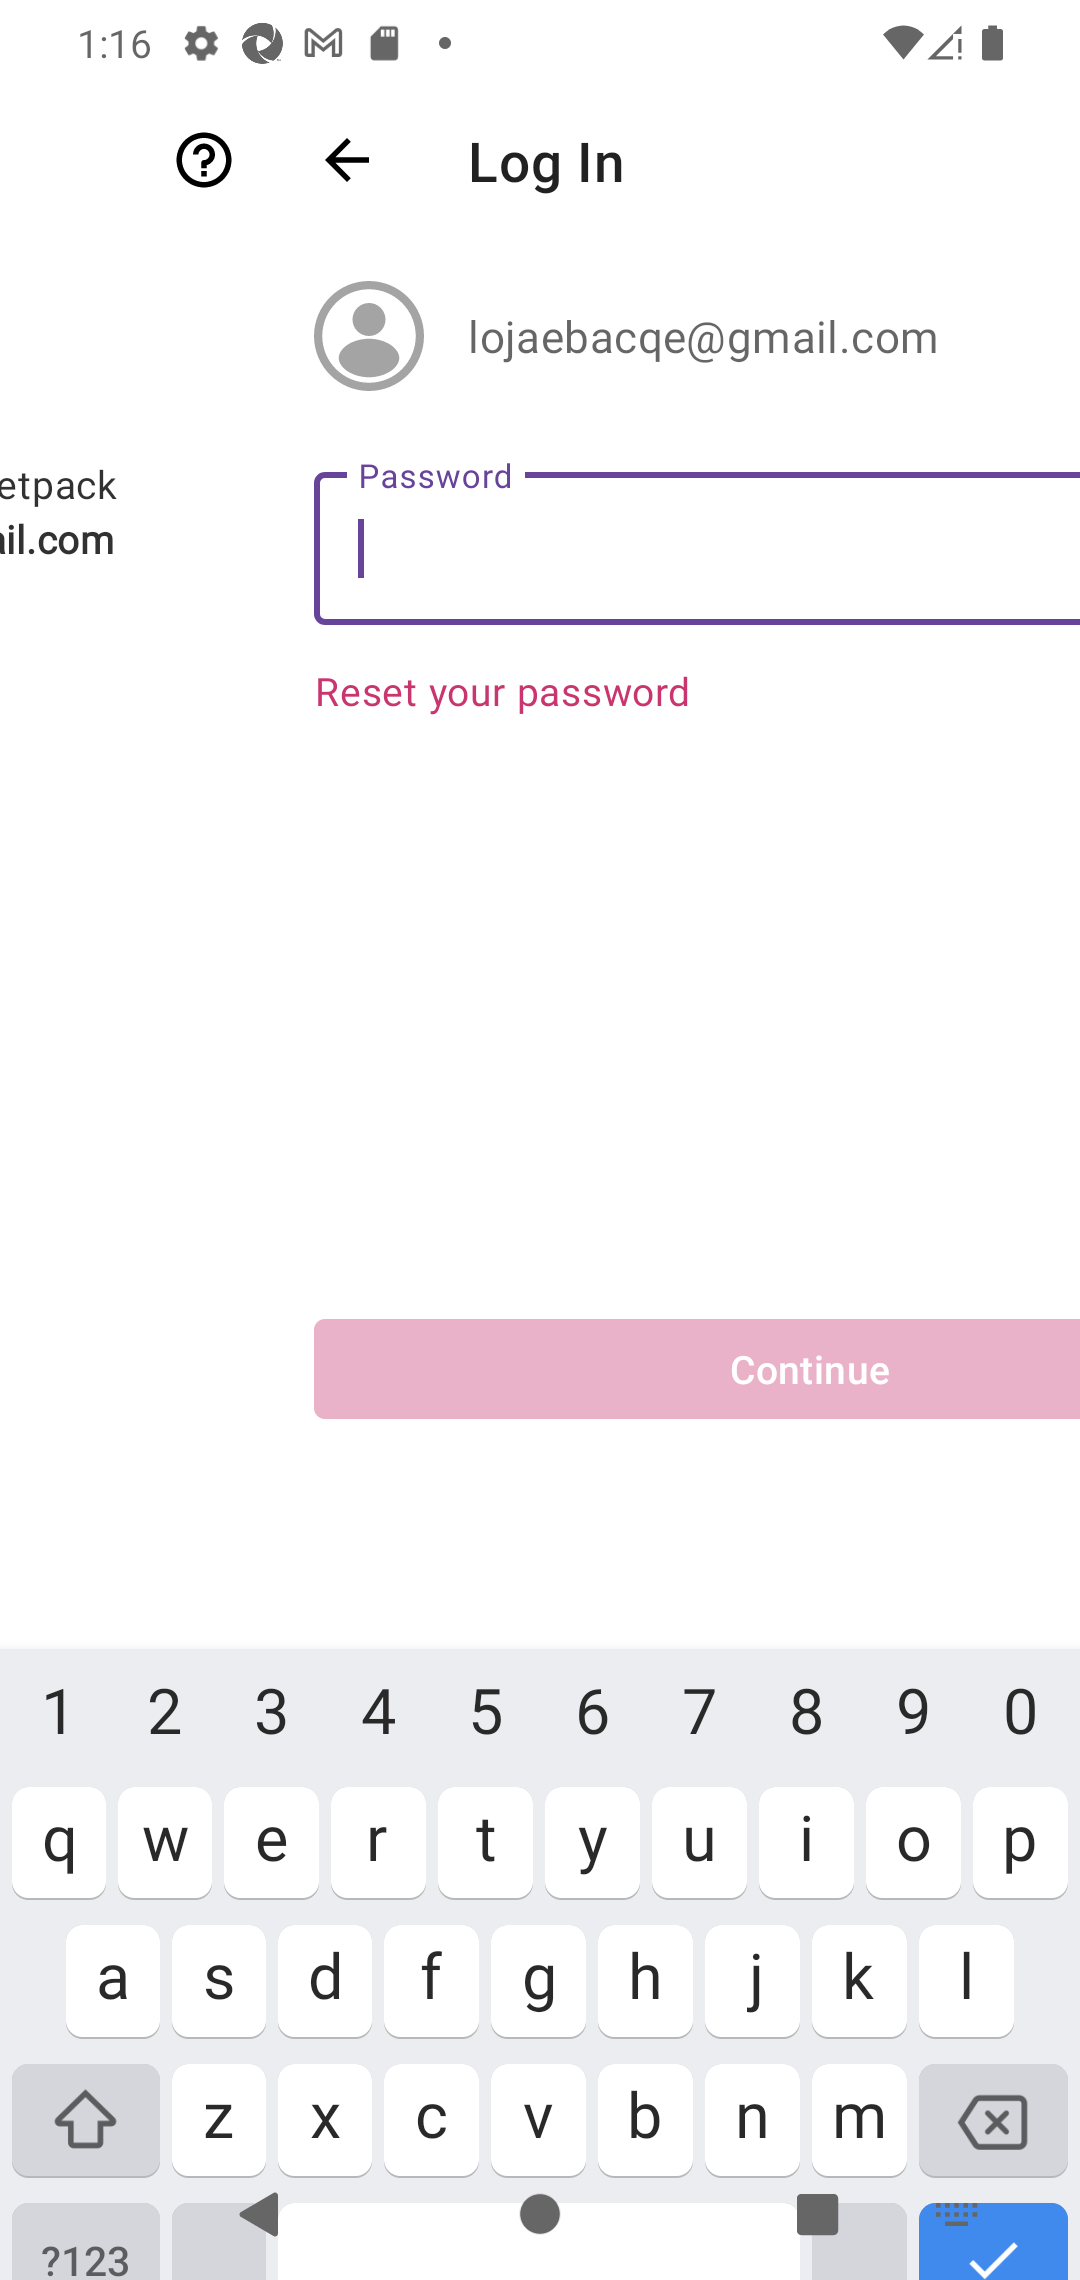 1:16
Log In
lojaebacqe@gmail.com
etpack
ail.com
Password
Reset your password
Continue
1 2 3 4 5 6 7 8 9 0
q w e r t y u i o p
a s d f g h j k l
z x c v b n m
?123